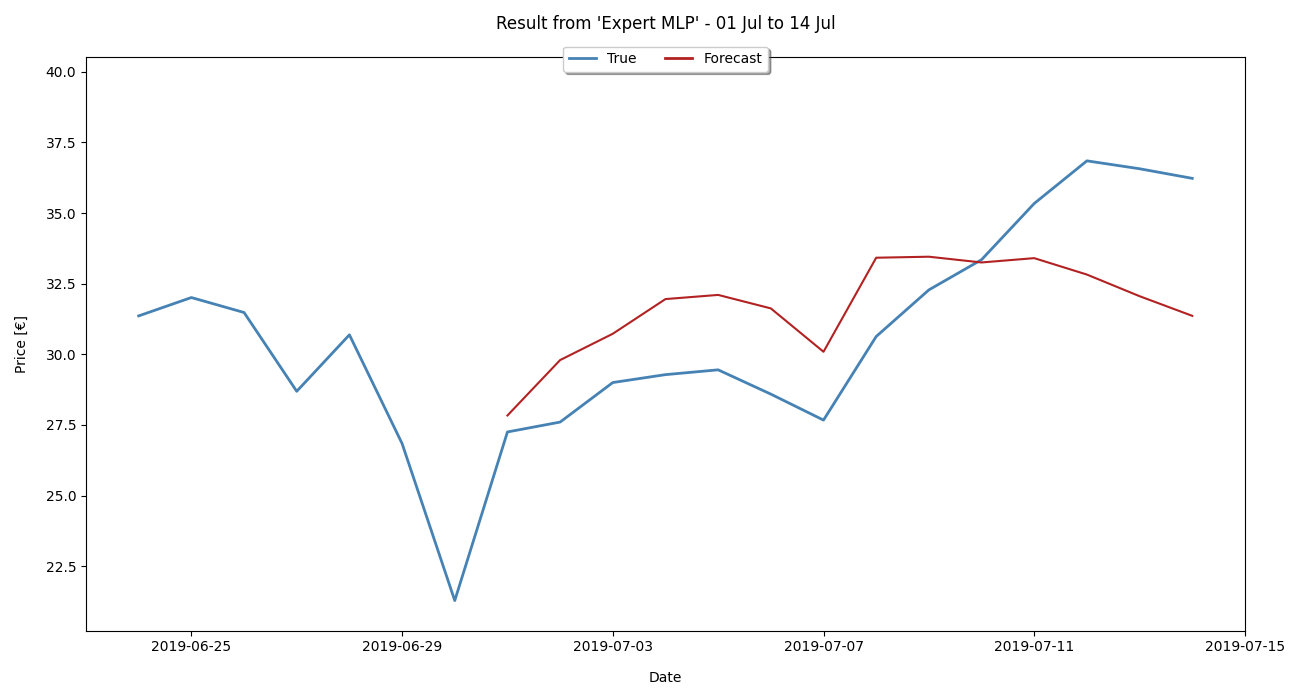 Result from 'Expert MLP' - 01 Jul to 14 Jul
True Forecast
40.0
37.5
35.0
32.5
30.0
27.5
25.0
22.5
Price [€]
2019-06-25 2019-06-29 2019-07-03 2019-07-07 2019-07-11 2019-07-15
Date